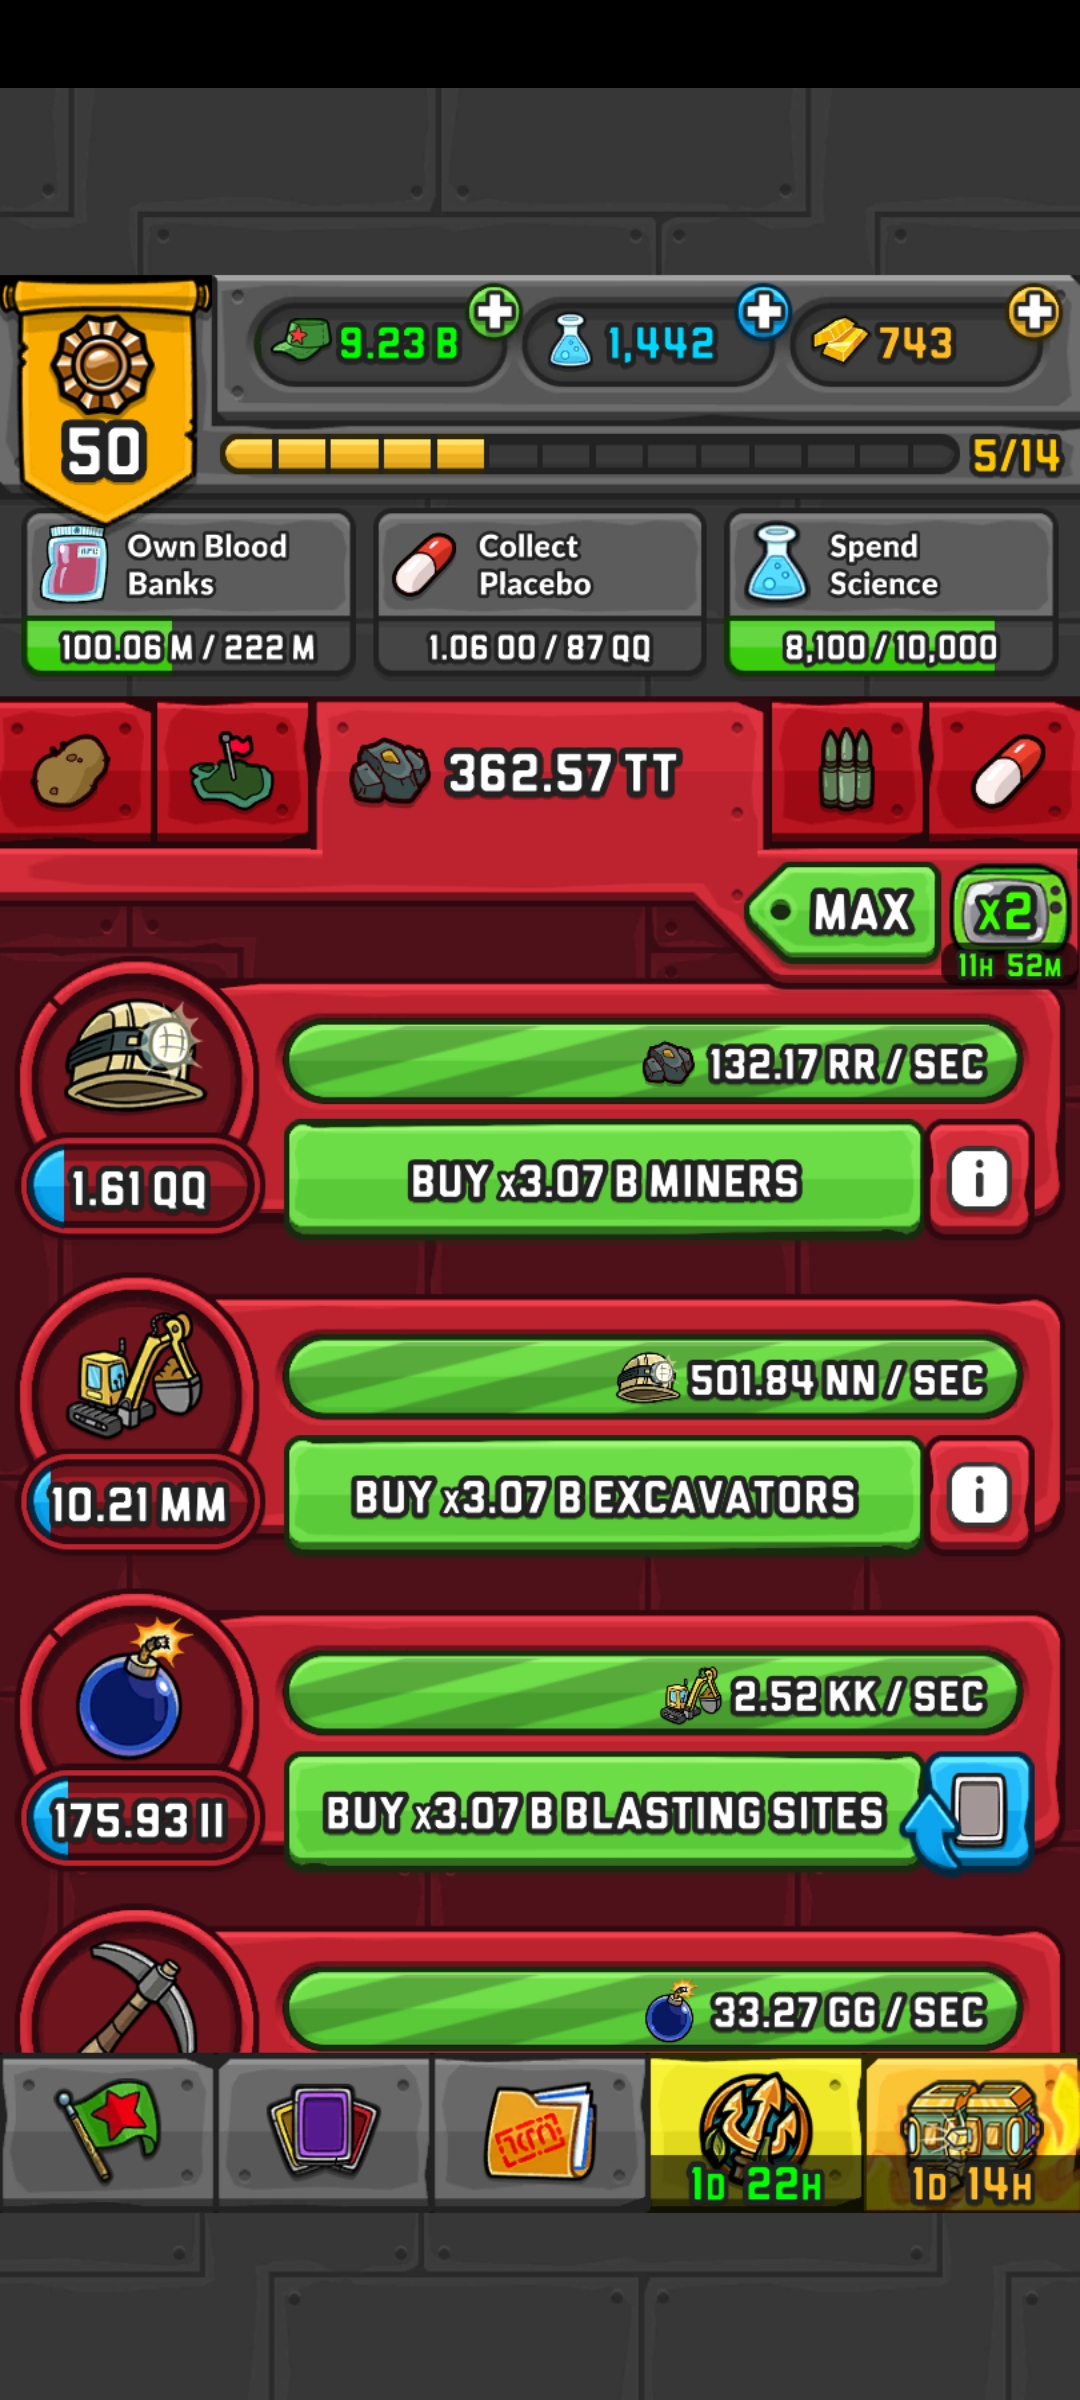 9.23 B
1,442
743
50
5/14
Own Blood
Banks
Collect
Placebo
Spend
Science
100.06 M / 222 M
1.06 OO / 87 QQ
8,100 / 10,000
362.57 TT
MAX
x2
11H 52M
132.17 RR / SEC
1.61 QQ
BUY x3.07 B MINERS
i
501.84 NN / SEC
10.21 MM
BUY x3.07 B EXCAVATORS
i
2.52 KK / SEC
175.93 II
BUY x3.07 B BLASTING SITES
33.27 GG / SEC
1D 22H
1D 14H